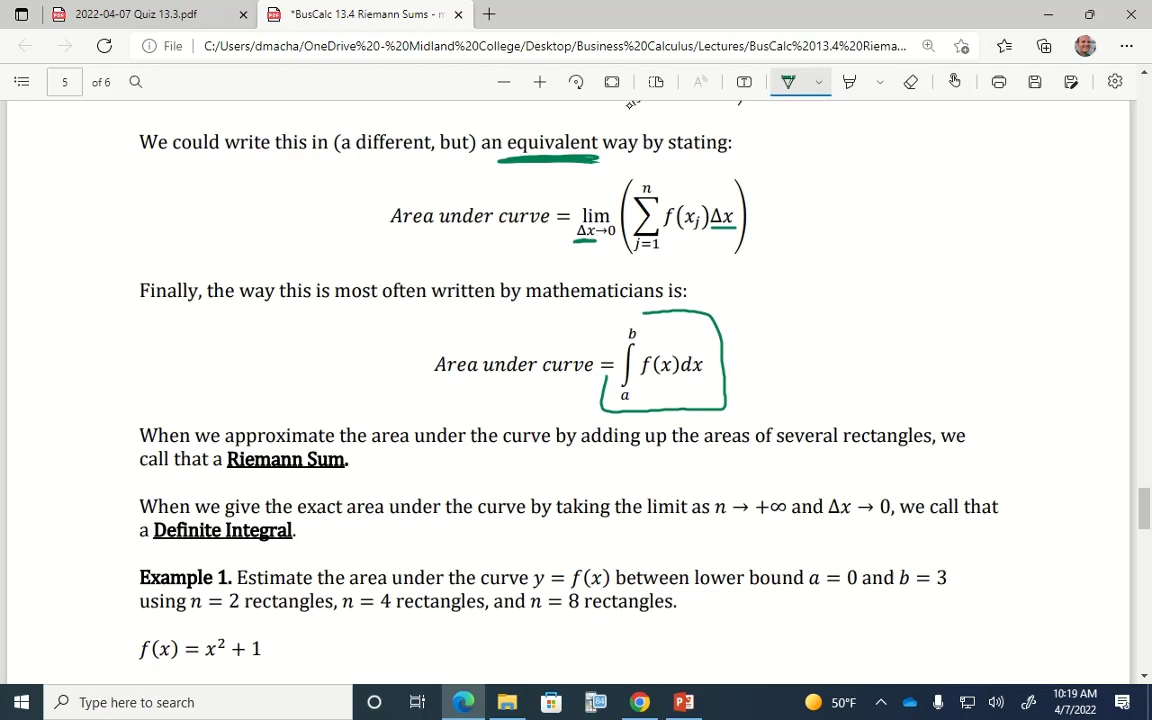 2022-04-07 Quiz 13.3.pdf
*BusCalc 13.4 Riemann Sums - m
File
C:/Users/dmacha/OneDrive%20-%20Midland%20College/Desktop/Business%20Calculus/Lectures/BusCalc%2013.4%20Riema...
5 of 6
We could write this in (a different, but) an equivalent way by stating:
Area under curve = lim Δx→0 ( n ∑ j=1 f(xj)Δx )
Finally, the way this is most often written by mathematicians is:
Area under curve = b ∫ a f(x)dx
When we approximate the area under the curve by adding up the areas of several rectangles, we
call that a Riemann Sum.
When we give the exact area under the curve by taking the limit as n → +∞ and Δx → 0, we call that
a Definite Integral.
Example 1. Estimate the area under the curve y = f(x) between lower bound a = 0 and b = 3
using n = 2 rectangles, n = 4 rectangles, and n = 8 rectangles.
f(x) = x² + 1
Type here to search
50°F
10:19 AM
4/7/2022